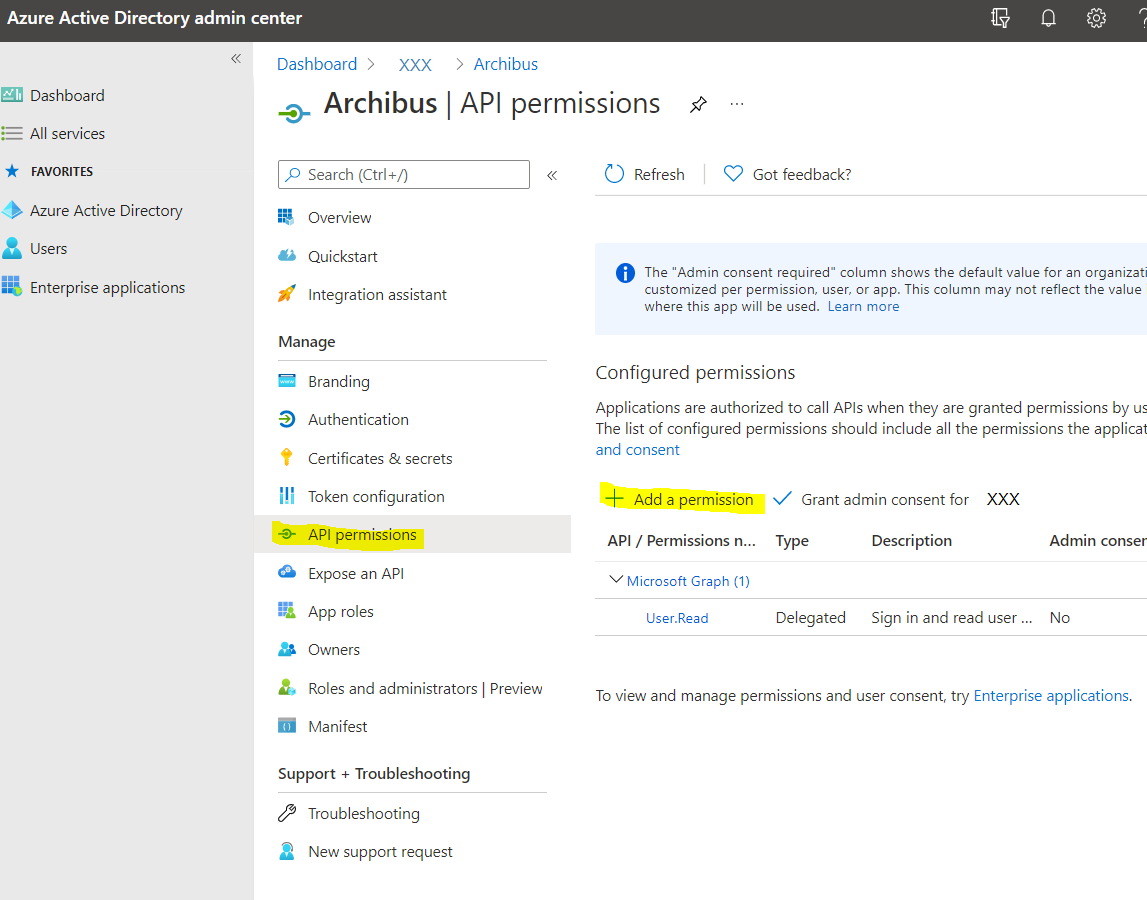 Azure Active Directory admin center
Dashboard
All services
FAVORITES
Azure Active Directory
Users
Enterprise applications
Dashboard > XXX > Archibus
Archibus | API permissions
Search (Ctrl+/)
Overview
Quickstart
Integration assistant
Manage
Branding
Authentication
Certificates & secrets
Token configuration
API permissions
Expose an API
App roles
Owners
Roles and administrators | Preview
Manifest
Support + Troubleshooting
Troubleshooting
New support request
Refresh
Got feedback?
The "Admin consent required" column shows the default value for an organizati
customized per permission, user, or app. This column may not reflect the value
where this app will be used. Learn more
Configured permissions
Applications are authorized to call APIs when they are granted permissions by us
The list of configured permissions should include all the permissions the applicat
and consent
Add a permission
Grant admin consent for XXX
API / Permissions n... Type Description Admin consen
Microsoft Graph (1)
User.Read Delegated Sign in and read user ... No
To view and manage permissions and user consent, try Enterprise applications.